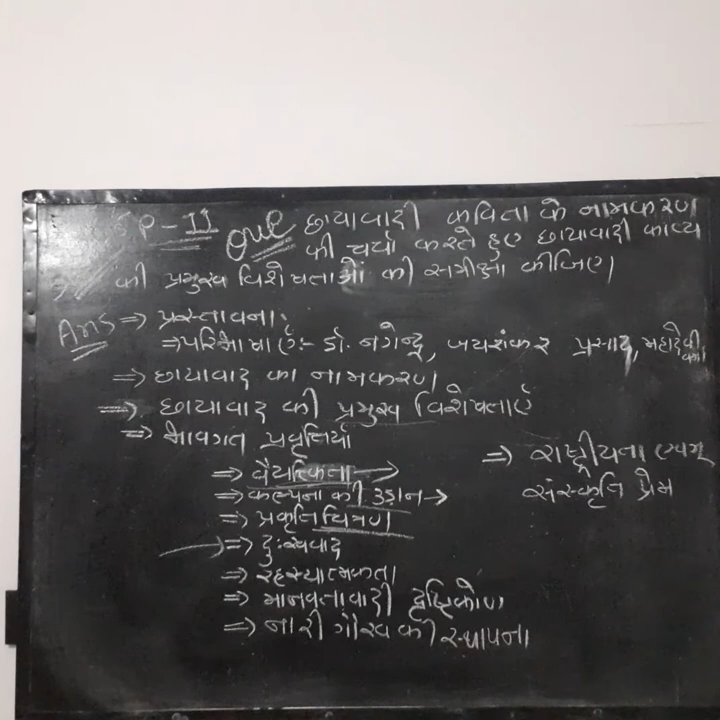 SP-11 Que छायावादी कविता के नामकरण
की चर्चा करते हुए छायावादी काव्य
की प्रमुख विशेषताओं की समीक्षा कीजिए।
Ans ⇒ प्रस्तावना:
⇒ परिभाषाएँ:- डॉ. नगेन्द्र, जयशंकर प्रसाद, महादेवी वर्मा
⇒ छायावाद का नामकरण
⇒ छायावाद की प्रमुख विशेषताएँ
⇒ भावगत प्रवृत्तियाँ
⇒ वैयक्तिकता →
⇒ कल्पना की उड़ान →
⇒ प्रकृति चित्रण
→ ⇒ दुःखवाद
⇒ रहस्यात्मकता
⇒ मानवतावादी दृष्टिकोण
⇒ नारी गौरव की स्थापना
⇒ राष्ट्रीयता एवम्
संस्कृति प्रेम